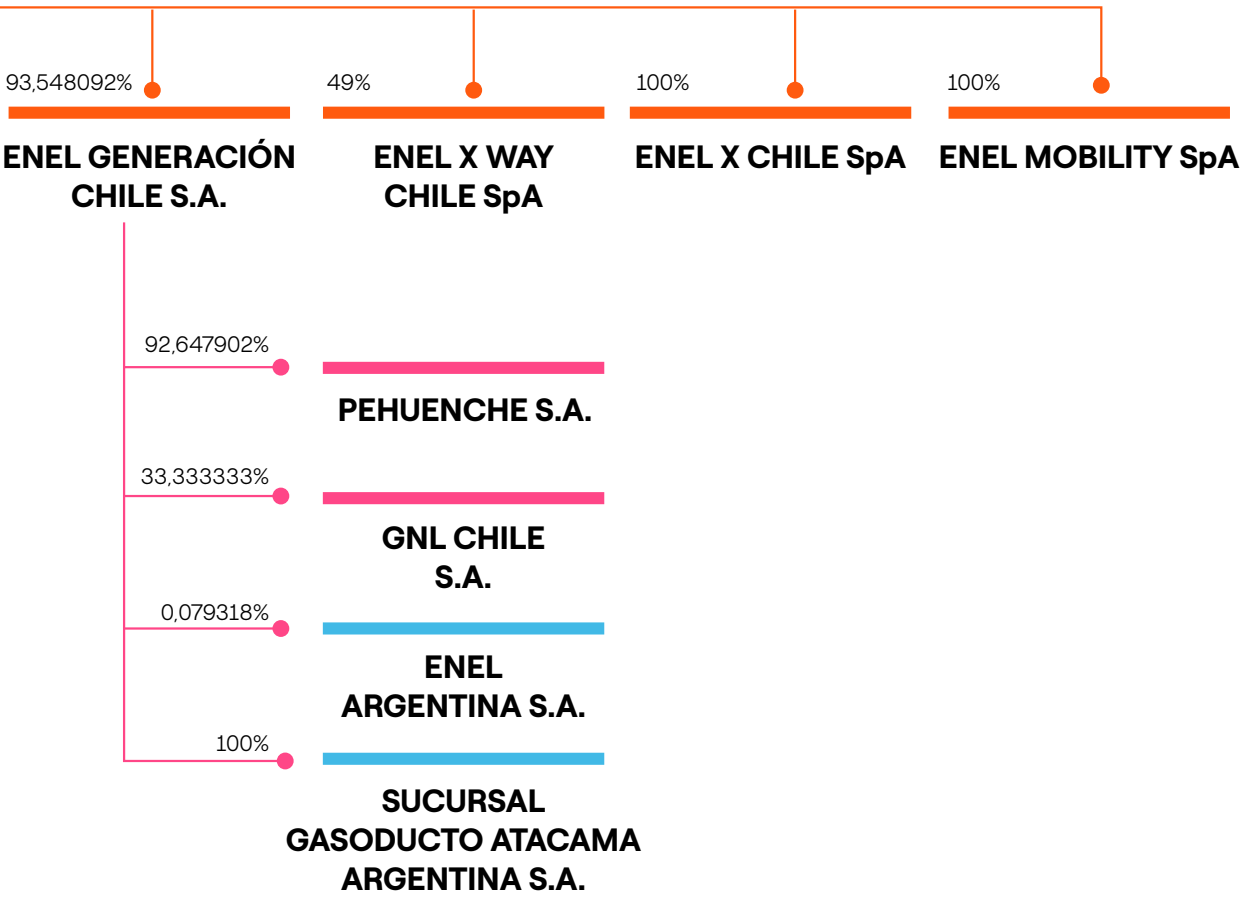 93,548092%
ENEL GENERACIÓN
CHILE S.A.
49%
ENEL X WAY
CHILE SpA
100%
ENEL X CHILE SpA
100%
ENEL MOBILITY SpA
92,647902%
PEHUENCHE S.A.
33,333333%
GNL CHILE
S.A.
0,079318%
ENEL
ARGENTINA S.A.
100%
SUCURSAL
GASODUCTO ATACAMA
ARGENTINA S.A.